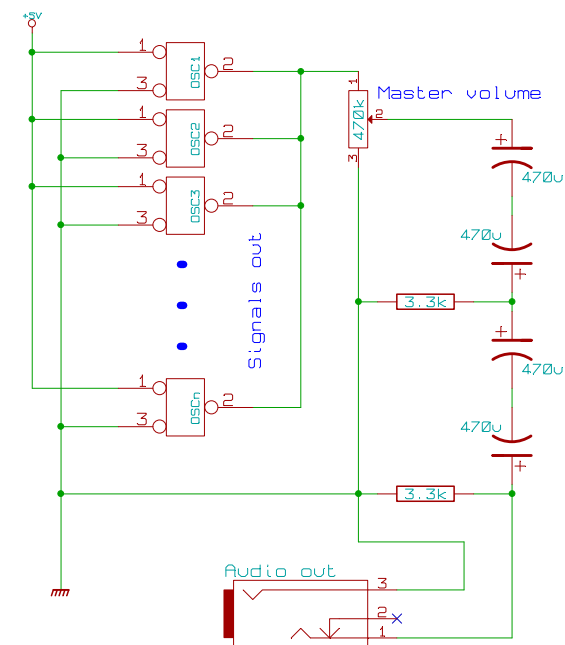 +5V
1
OSC1
2
3
1
Master volume
470k
2
3
1
OSC2
2
3
+
470u
1
OSC3
2
3
Signals out
470u
+
3.3k
+
470u
1
OSCn
2
3
470u
+
3.3k
Audio out
3
2
1